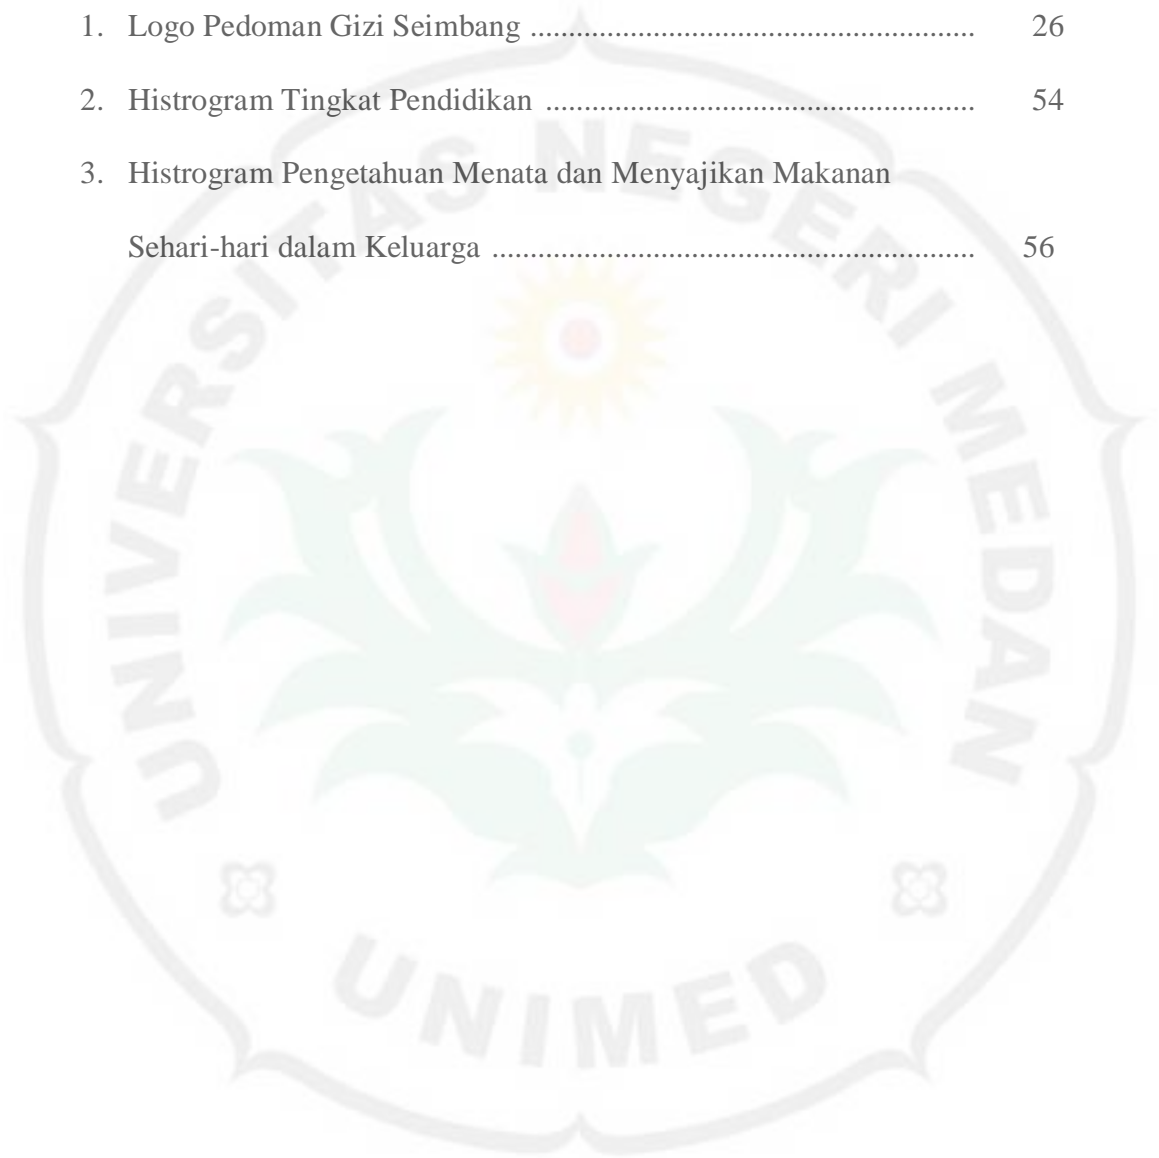 1. Logo Pedoman Gizi Seimbang ...................................................... 26
2. Histrogram Tingkat Pendidikan .................................................... 54
3. Histrogram Pengetahuan Menata dan Menyajikan Makanan
Sehari-hari dalam Keluarga .......................................................... 56
UNIVERSITAS NEGERI MEDAN
UNIMED